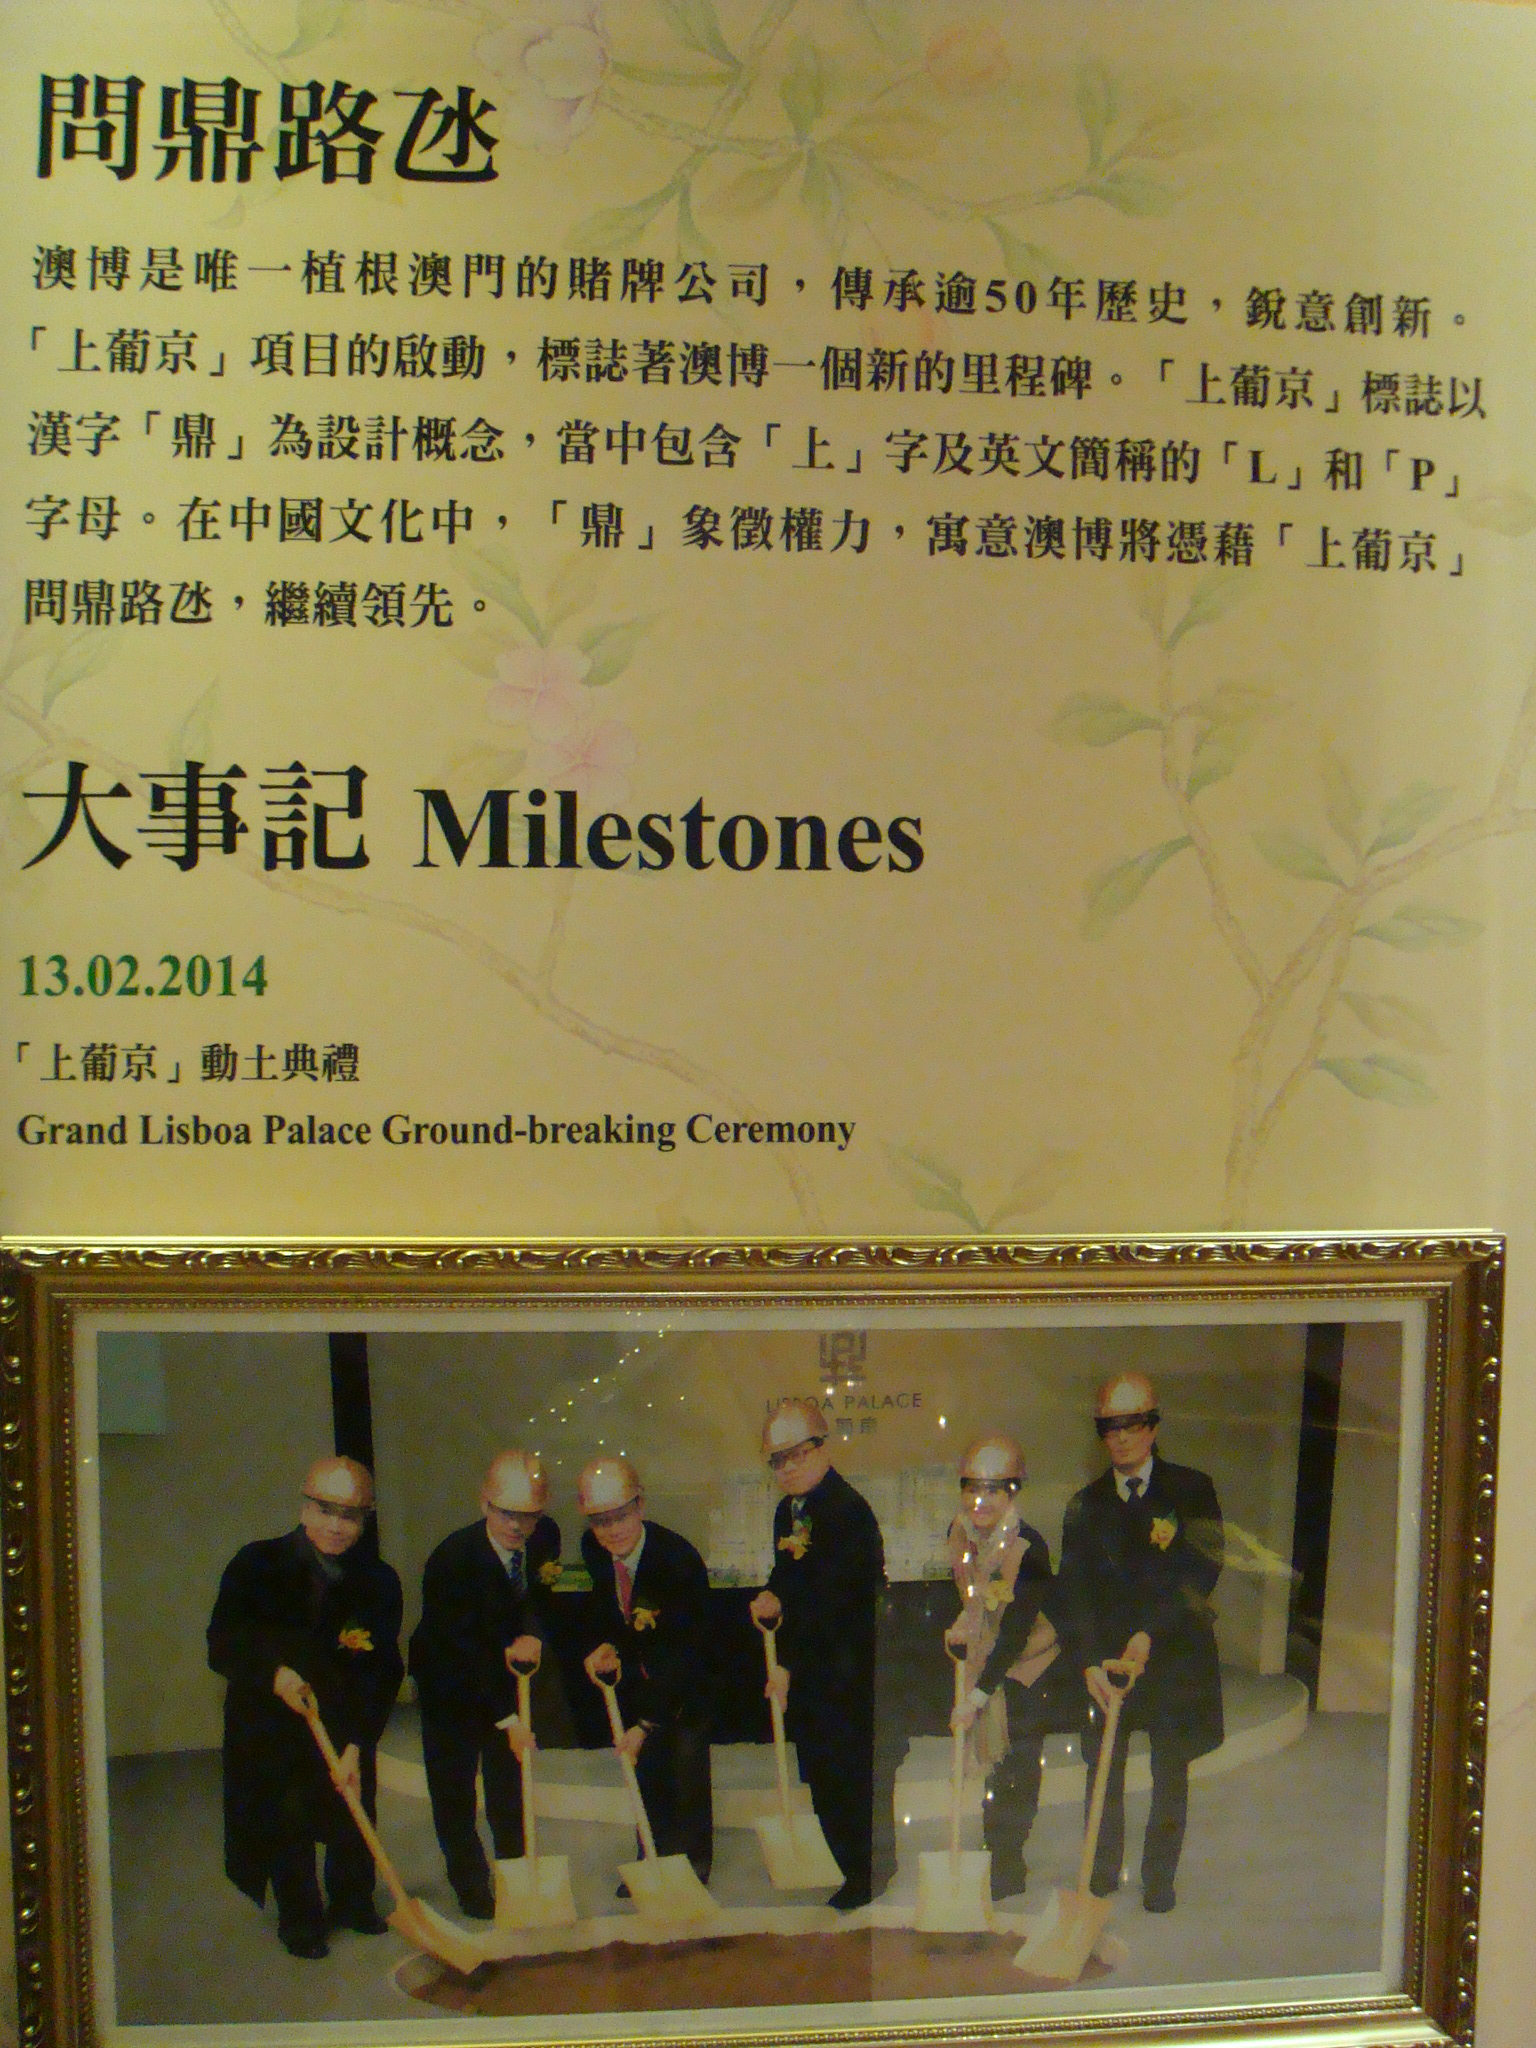 問鼎路氹
澳博是唯一植根澳門的賭牌公司，傳承逾50年歷史，銳意創新。
「上葡京」項目的啟動，標誌著澳博一個新的里程碑。「上葡京」標誌以
漢字「鼎」為設計概念，當中包含「上」字及英文簡稱的「L」和「P」
字母。在中國文化中，「鼎」象徵權力，寓意澳博將憑藉「上葡京」
問鼎路氹，繼續領先。
大事記 Milestones
13.02.2014
「上葡京」動土典禮
Grand Lisboa Palace Ground-breaking Ceremony
LISBOA PALACE
葡京